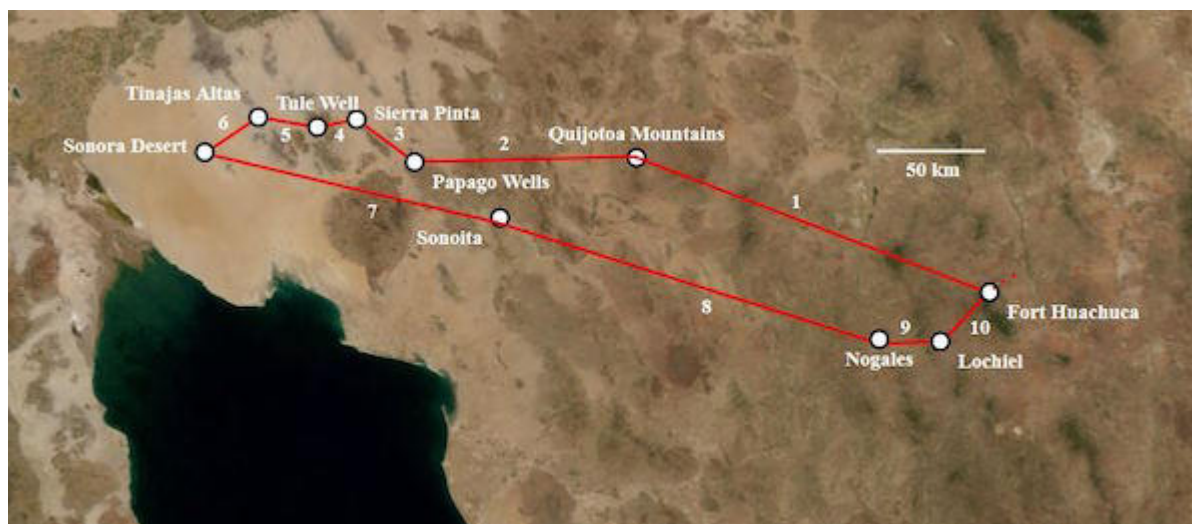 Tinajas Altas
Tule Well
Sierra Pinta
6
5
4
3
2
Quijotoa Mountains
Sonora Desert
50 km
Papago Wells
7
1
Sonoita
8
Fort Huachuca
9
10
Nogales
Lochiel